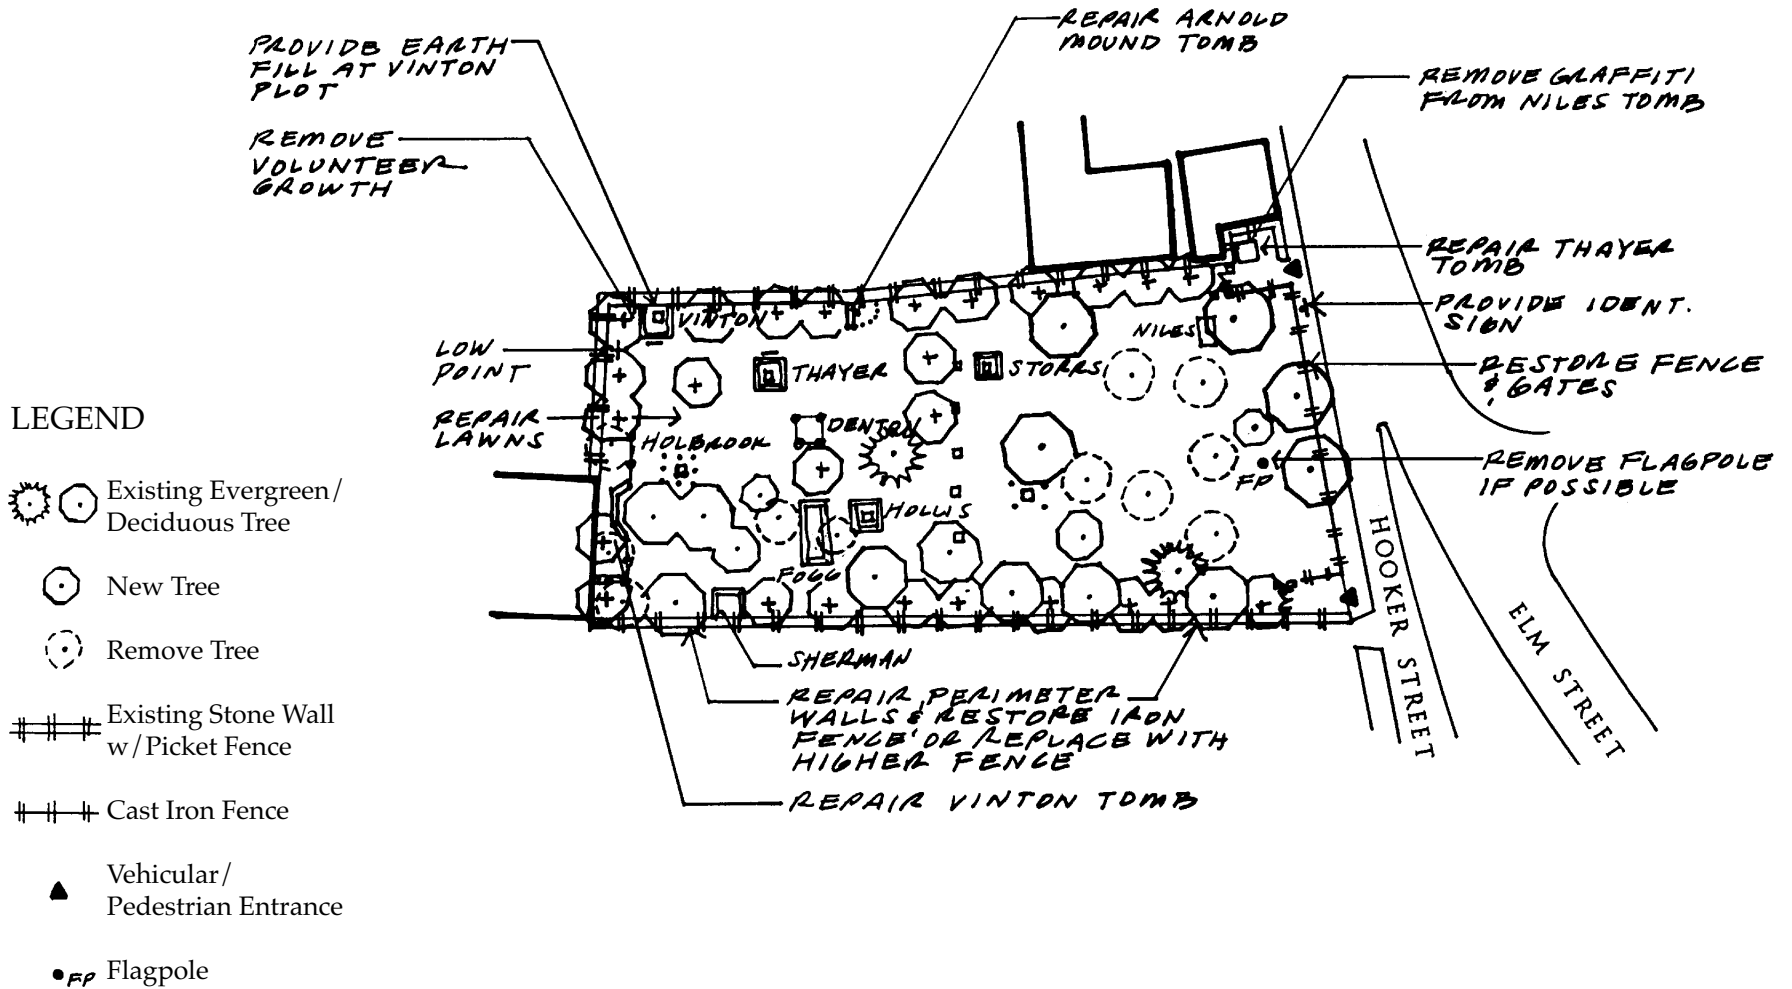 PROVIDE EARTH
FILL AT VINTON
PLOT
REMOVE
VOLUNTEER
GROWTH
REPAIR ARNOLD
MOUND TOMB
REMOVE GRAFFITI
FROM NILES TOMB
REPAIR THAYER
TOMB
PROVIDE IDENT.
SIGN
RESTORE FENCE
& GATES
REMOVE FLAGPOLE
IF POSSIBLE
LOW
POINT
REPAIR
LAWNS
VINTON
THAYER
STORRS
NILES
DENTON
HOLBROOK
HOLLIS
FOGG
FP
SHERMAN
REPAIR PERIMETER
WALLS & RESTORE IRON
FENCE OR REPLACE WITH
HIGHER FENCE
REPAIR VINTON TOMB
HOOKER STREET
ELM STREET
LEGEND
Existing Evergreen/
Deciduous Tree
New Tree
Remove Tree
Existing Stone Wall
w/Picket Fence
Cast Iron Fence
Vehicular/
Pedestrian Entrance
FP Flagpole